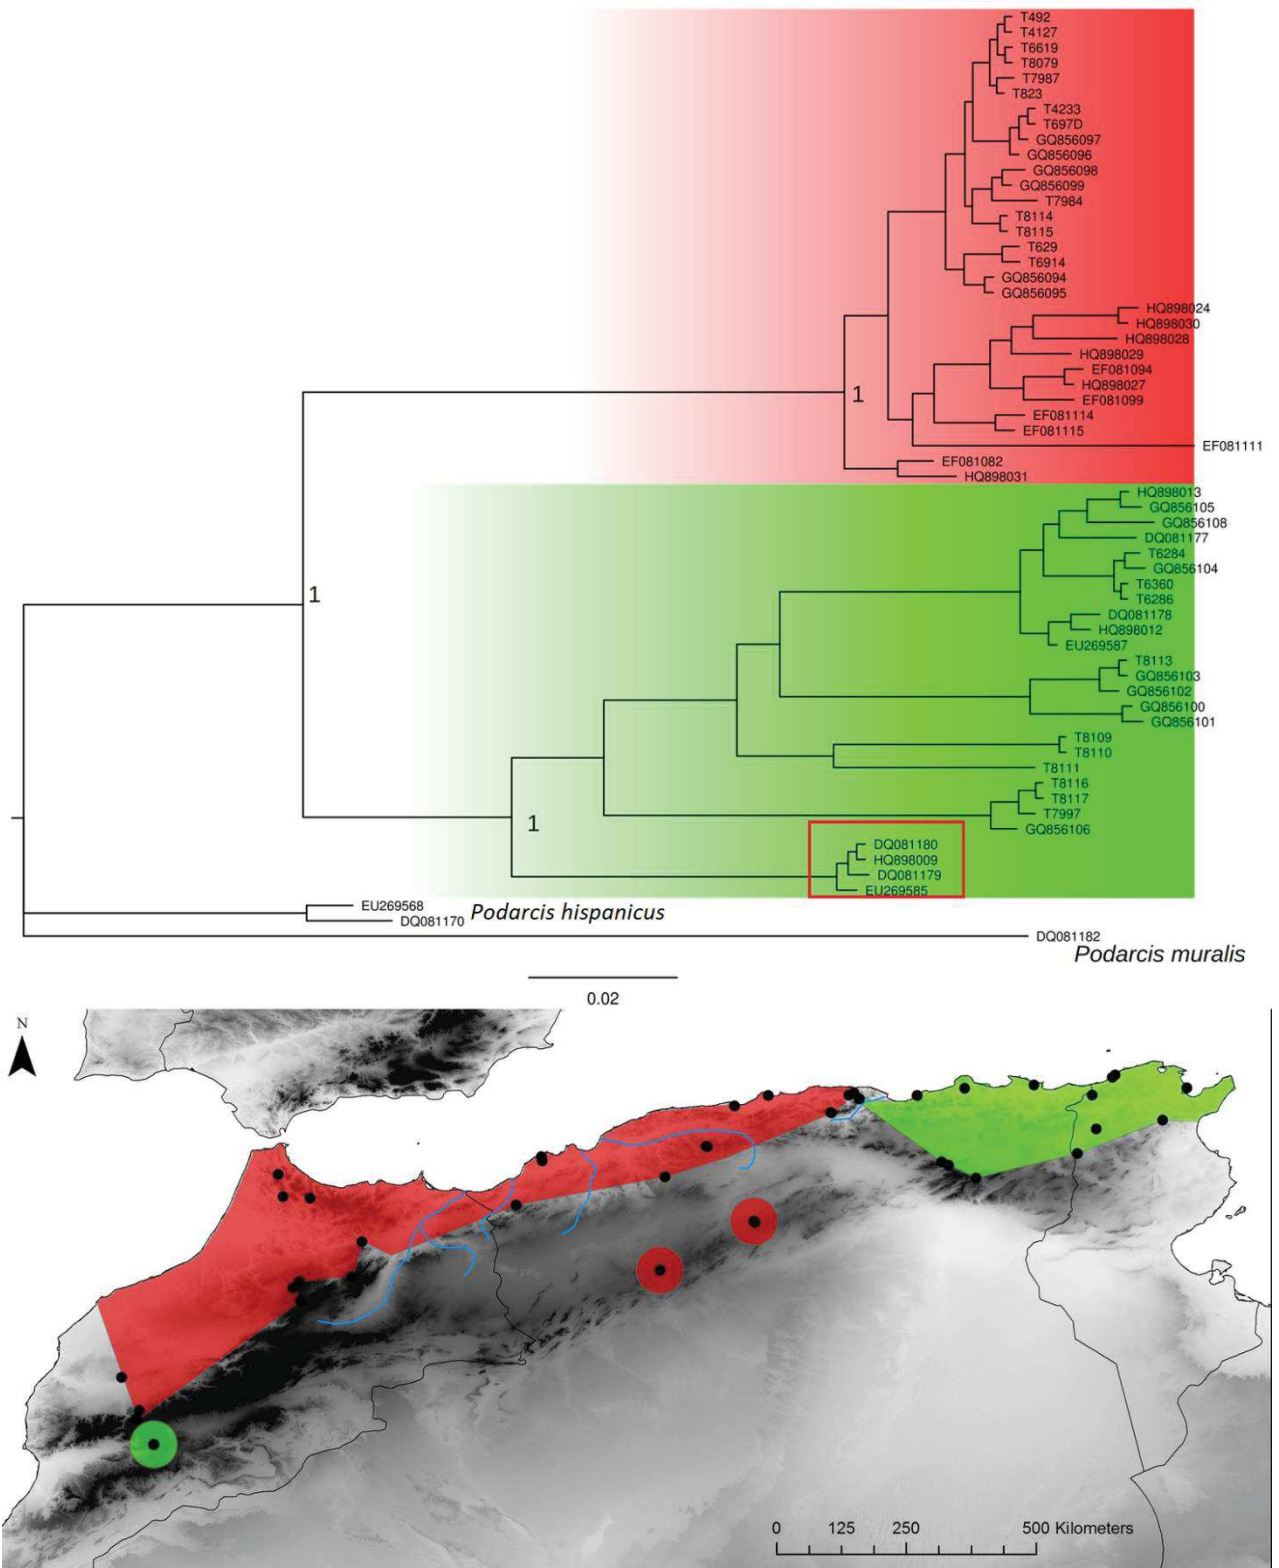 T492
T4127
T6619
T8079
T7987
T823
T4233
T697D
GQ856097
GQ856096
GQ856098
GQ856099
T7984
T8114
T8115
T629
T6914
GQ856094
GQ856095
HQ898024
HQ898030
HQ898028
HQ898029
EF081094
HQ898027
1
EF081099
EF081114
EF081115
EF081111
EF081082
HQ898031
HQ898013
GQ856105
GQ856108
DQ081177
T6284
GQ856104
T6360
1
T6286
DQ081178
HQ898012
EU269587
T8113
GQ856103
GQ856102
GQ856100
GQ856101
T8109
T8110
T8111
T8116
T8117
T7997
1
GQ856106
DQ081180
HQ898009
DQ081179
EU269585
EU269568
DQ081170 Podarcis hispanicus
DQ081182
Podarcis muralis
0.02
N
0 125 250 500 Kilometers